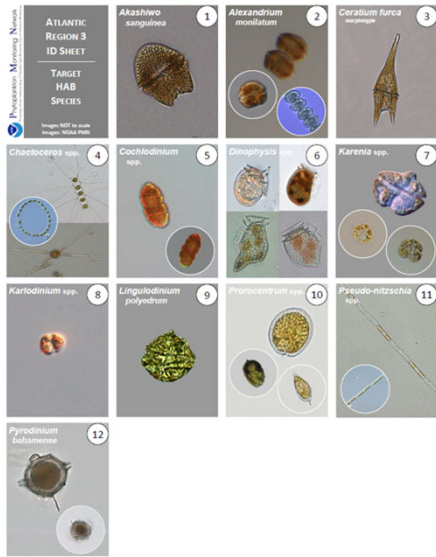 Phytoplankton Monitoring Network
ATLANTIC
REGION 3
ID SHEET
TARGET
HAB
SPECIES
Images NOT to scale
Images: NOAA PMN
Akashiwo
sanguinea
1
Alexandrium
monilatum
2
Ceratium furca
morphotype
3
Chaetoceros spp.
4
Cochlodinium
spp.
5
Dinophysis spp.
6
Karenia spp.
7
Karlodinium spp.
8
Lingulodinium
polyedrum
9
Prorocentrum spp.
10
Pseudo-nitzschia
spp.
11
Pyrodinium
bahamense
12